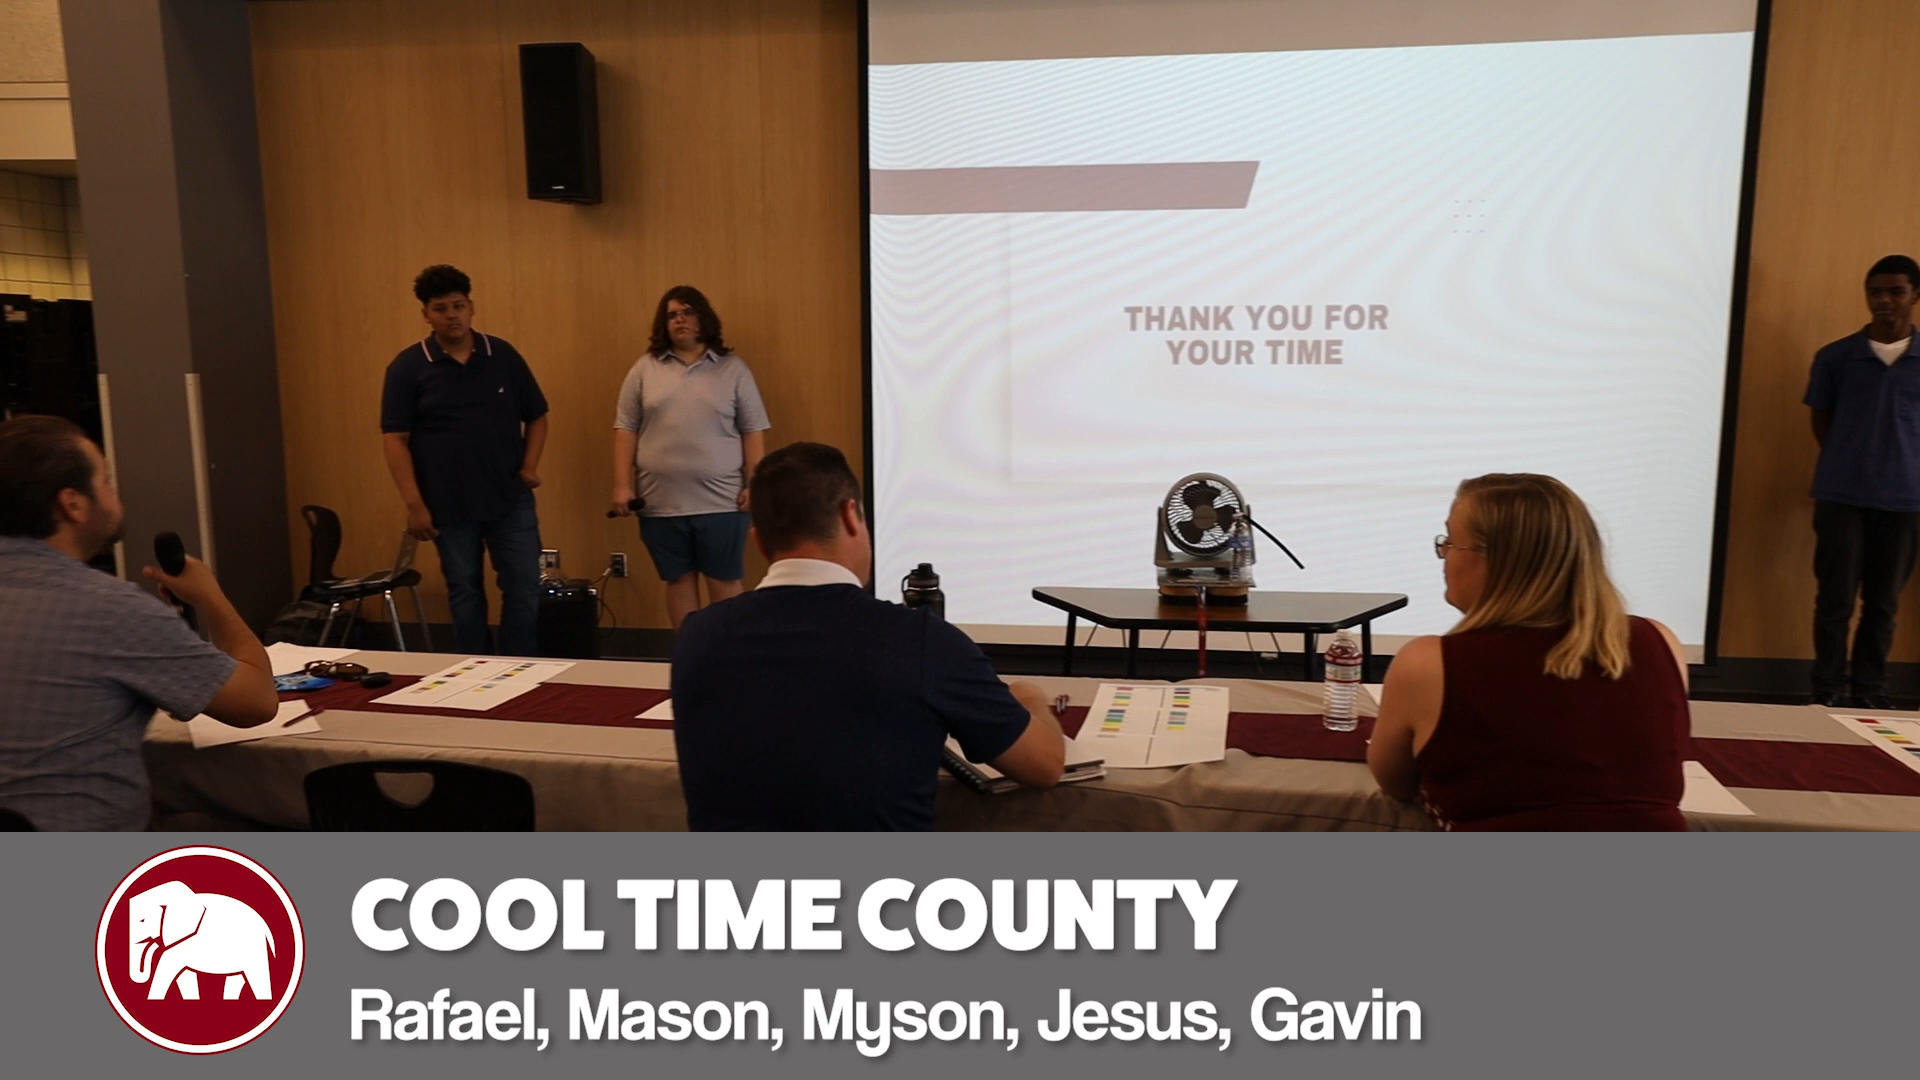 THANK YOU FOR
YOUR TIME
COOL TIME COUNTY
Rafael, Mason, Myson, Jesus, Gavin